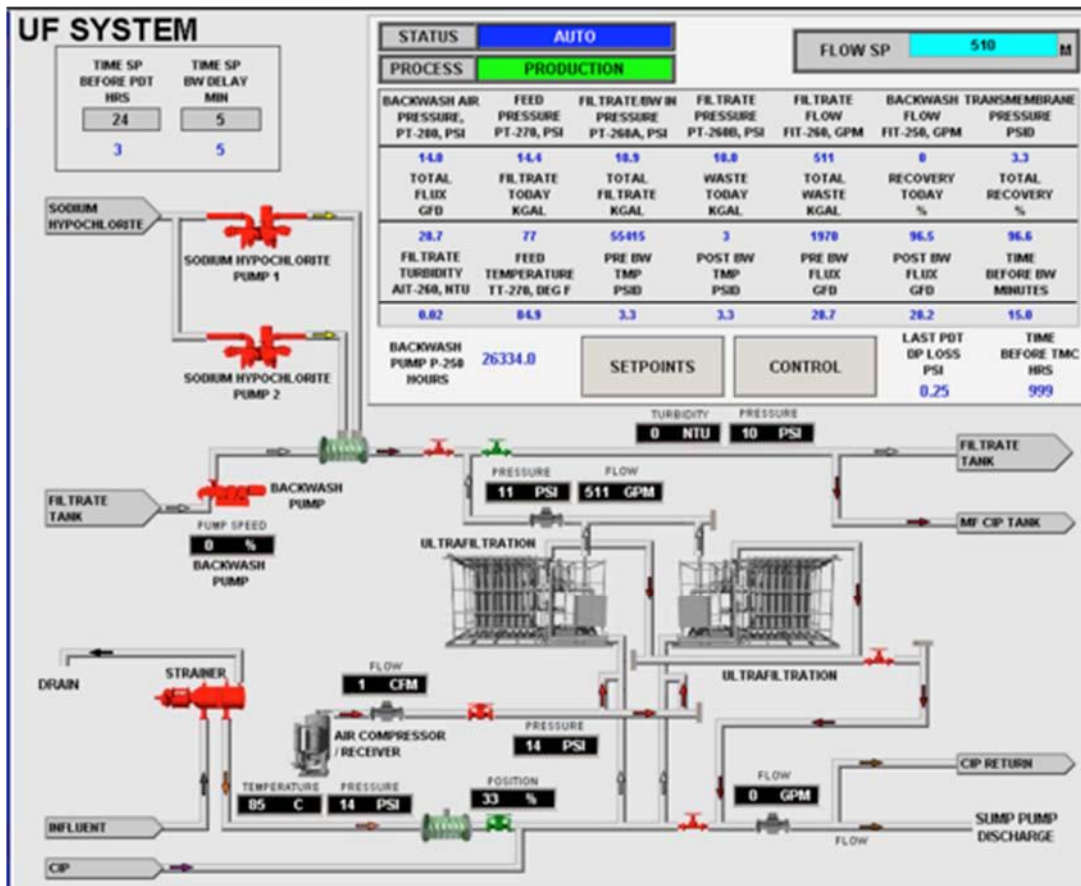 UF SYSTEM
TIME SP
BEFORE PDT
HRS
TIME SP
BW DELAY
MIN
24
5
3
5
STATUS
AUTO
PROCESS
PRODUCTION
FLOW SP
510
M
BACKWASH AIR
PRESSURE,
PT-280, PSI
FEED
PRESSURE
PT-270, PSI
FILTRATE/BW IN
PRESSURE
PT-260A, PSI
FILTRATE
PRESSURE
PT-260B, PSI
FILTRATE
FLOW
FIT-260, GPM
BACKWASH
FLOW
FIT-250, GPM
TRANSMEMBRANE
PRESSURE
PSID
14.0
14.4
10.9
10.0
511
0
3.3
TOTAL
FLUX
GFD
FILTRATE
TODAY
KGAL
TOTAL
FILTRATE
KGAL
WASTE
TODAY
KGAL
TOTAL
WASTE
KGAL
RECOVERY
TODAY
%
TOTAL
RECOVERY
%
28.7
77
55415
3
1970
96.5
96.6
FILTRATE
TURBIDITY
AIT-260, NTU
FEED
TEMPERATURE
TT-270, DEG F
PRE BW
TMP
PSID
POST BW
TMP
PSID
PRE BW
FLUX
GFD
POST BW
FLUX
GFD
TIME
BEFORE BW
MINUTES
0.02
84.9
3.3
3.3
28.7
28.2
15.0
BACKWASH
PUMP P-250
HOURS
26334.0
SETPOINTS
CONTROL
LAST PDT
DP LOSS
PSI
0.25
TIME
BEFORE TMC
HRS
999
SODIUM
HYPOCHLORITE
SODIUM HYPOCHLORITE
PUMP 1
SODIUM HYPOCHLORITE
PUMP 2
TURBIDITY
0 NTU
PRESSURE
10 PSI
FILTRATE
TANK
PRESSURE
11 PSI
FLOW
511 GPM
FILTRATE
TANK
BACKWASH
PUMP
PUMP SPEED
0 %
BACKWASH
PUMP
MF CIP TANK
ULTRAFILTRATION
ULTRAFILTRATION
DRAIN
STRAINER
FLOW
1 CFM
AIR COMPRESSOR
/ RECEIVER
PRESSURE
14 PSI
TEMPERATURE
85 C
PRESSURE
14 PSI
POSITION
33 %
FLOW
0 GPM
CIP RETURN
INFLUENT
SUMP PUMP
DISCHARGE
FLOW
CIP